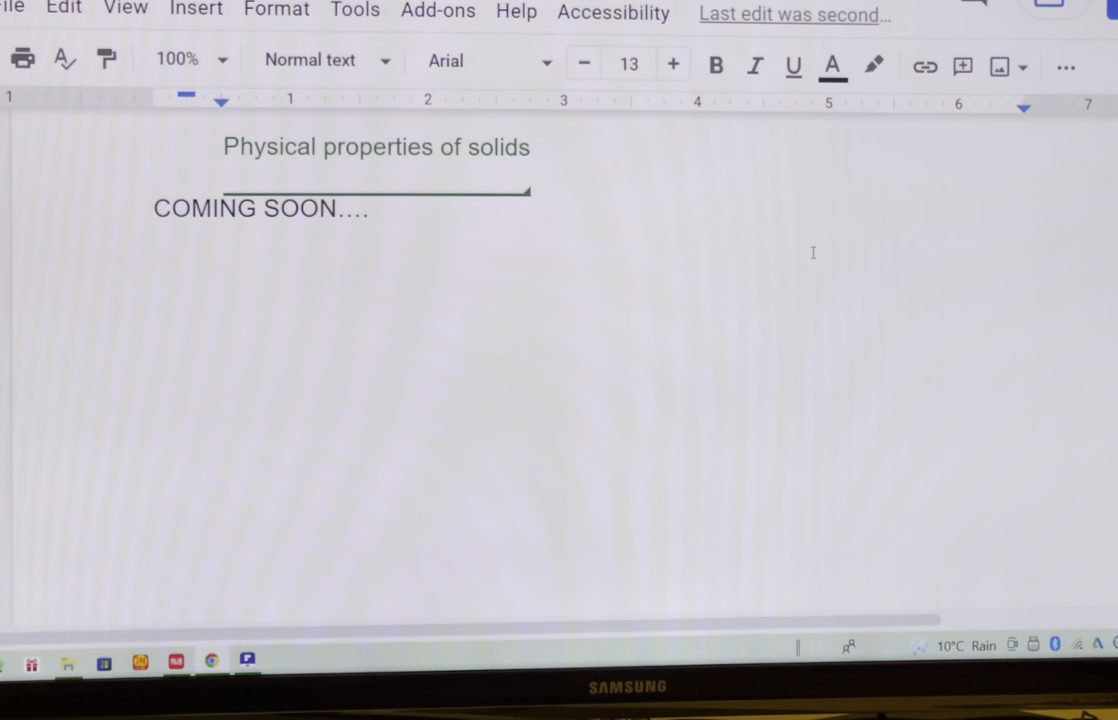 ile Edit View Insert Format Tools Add-ons Help Accessibility Last edit was second...
100% Normal text Arial 13 B I U A
1 1 2 3 4 5 6 7
Physical properties of solids
COMING SOON....
10°C Rain
SAMSUNG